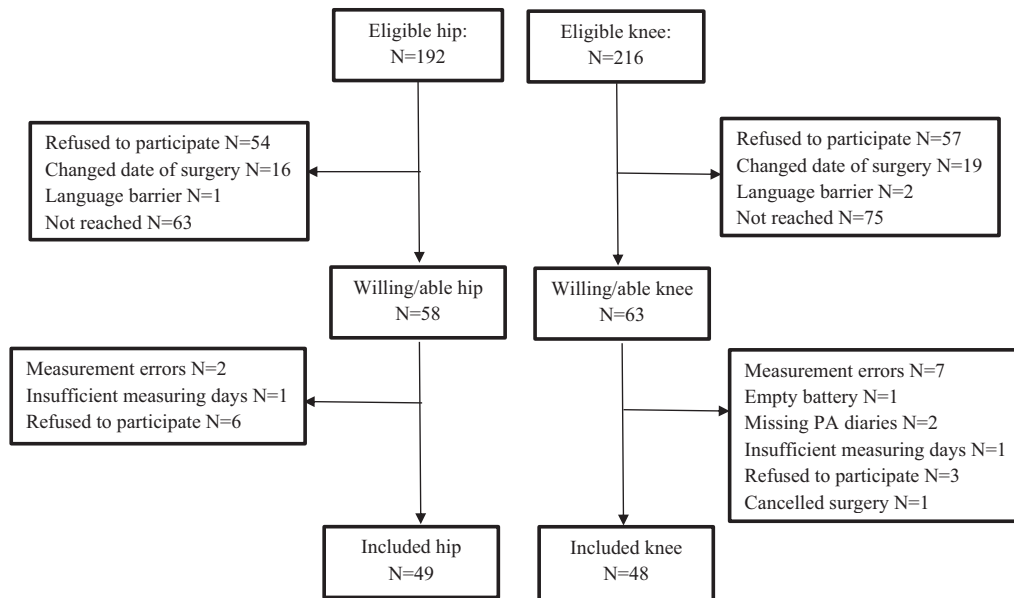 Eligible hip:
N=192
Eligible knee:
N=216
Refused to participate N=54
Changed date of surgery N=16
Language barrier N=1
Not reached N=63
Refused to participate N=57
Changed date of surgery N=19
Language barrier N=2
Not reached N=75
Willing/able hip
N=58
Willing/able knee
N=63
Measurement errors N=2
Insufficient measuring days N=1
Refused to participate N=6
Measurement errors N=7
Empty battery N=1
Missing PA diaries N=2
Insufficient measuring days N=1
Refused to participate N=3
Cancelled surgery N=1
Included hip
N=49
Included knee
N=48